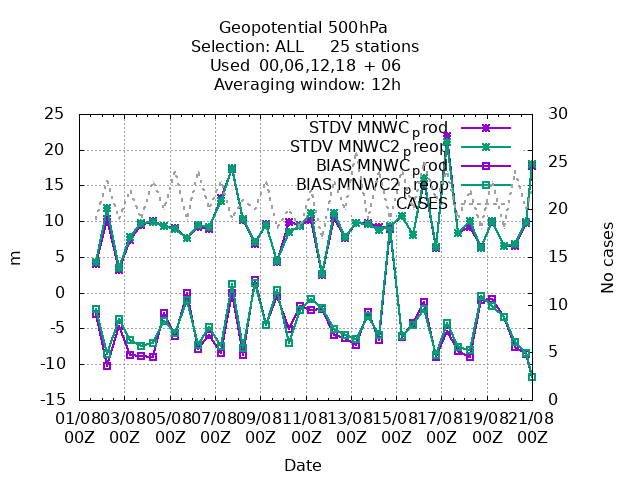 Geopotential 500hPa
Selection: ALL     25 stations
Used  00,06,12,18 + 06
Averaging window: 12h
25
20
15
10
5
0
-5
-10
-15
m
30
25
20
15
10
5
0
No cases
STDV MNWC_prod
STDV MNWC2_preop
BIAS MNWC_prod
BIAS MNWC2_preop
CASES
01/08 03/08 05/08 07/08 09/08 11/08 13/08 15/08 17/08 19/08 21/08
00Z 00Z 00Z 00Z 00Z 00Z 00Z 00Z 00Z 00Z 00Z
Date